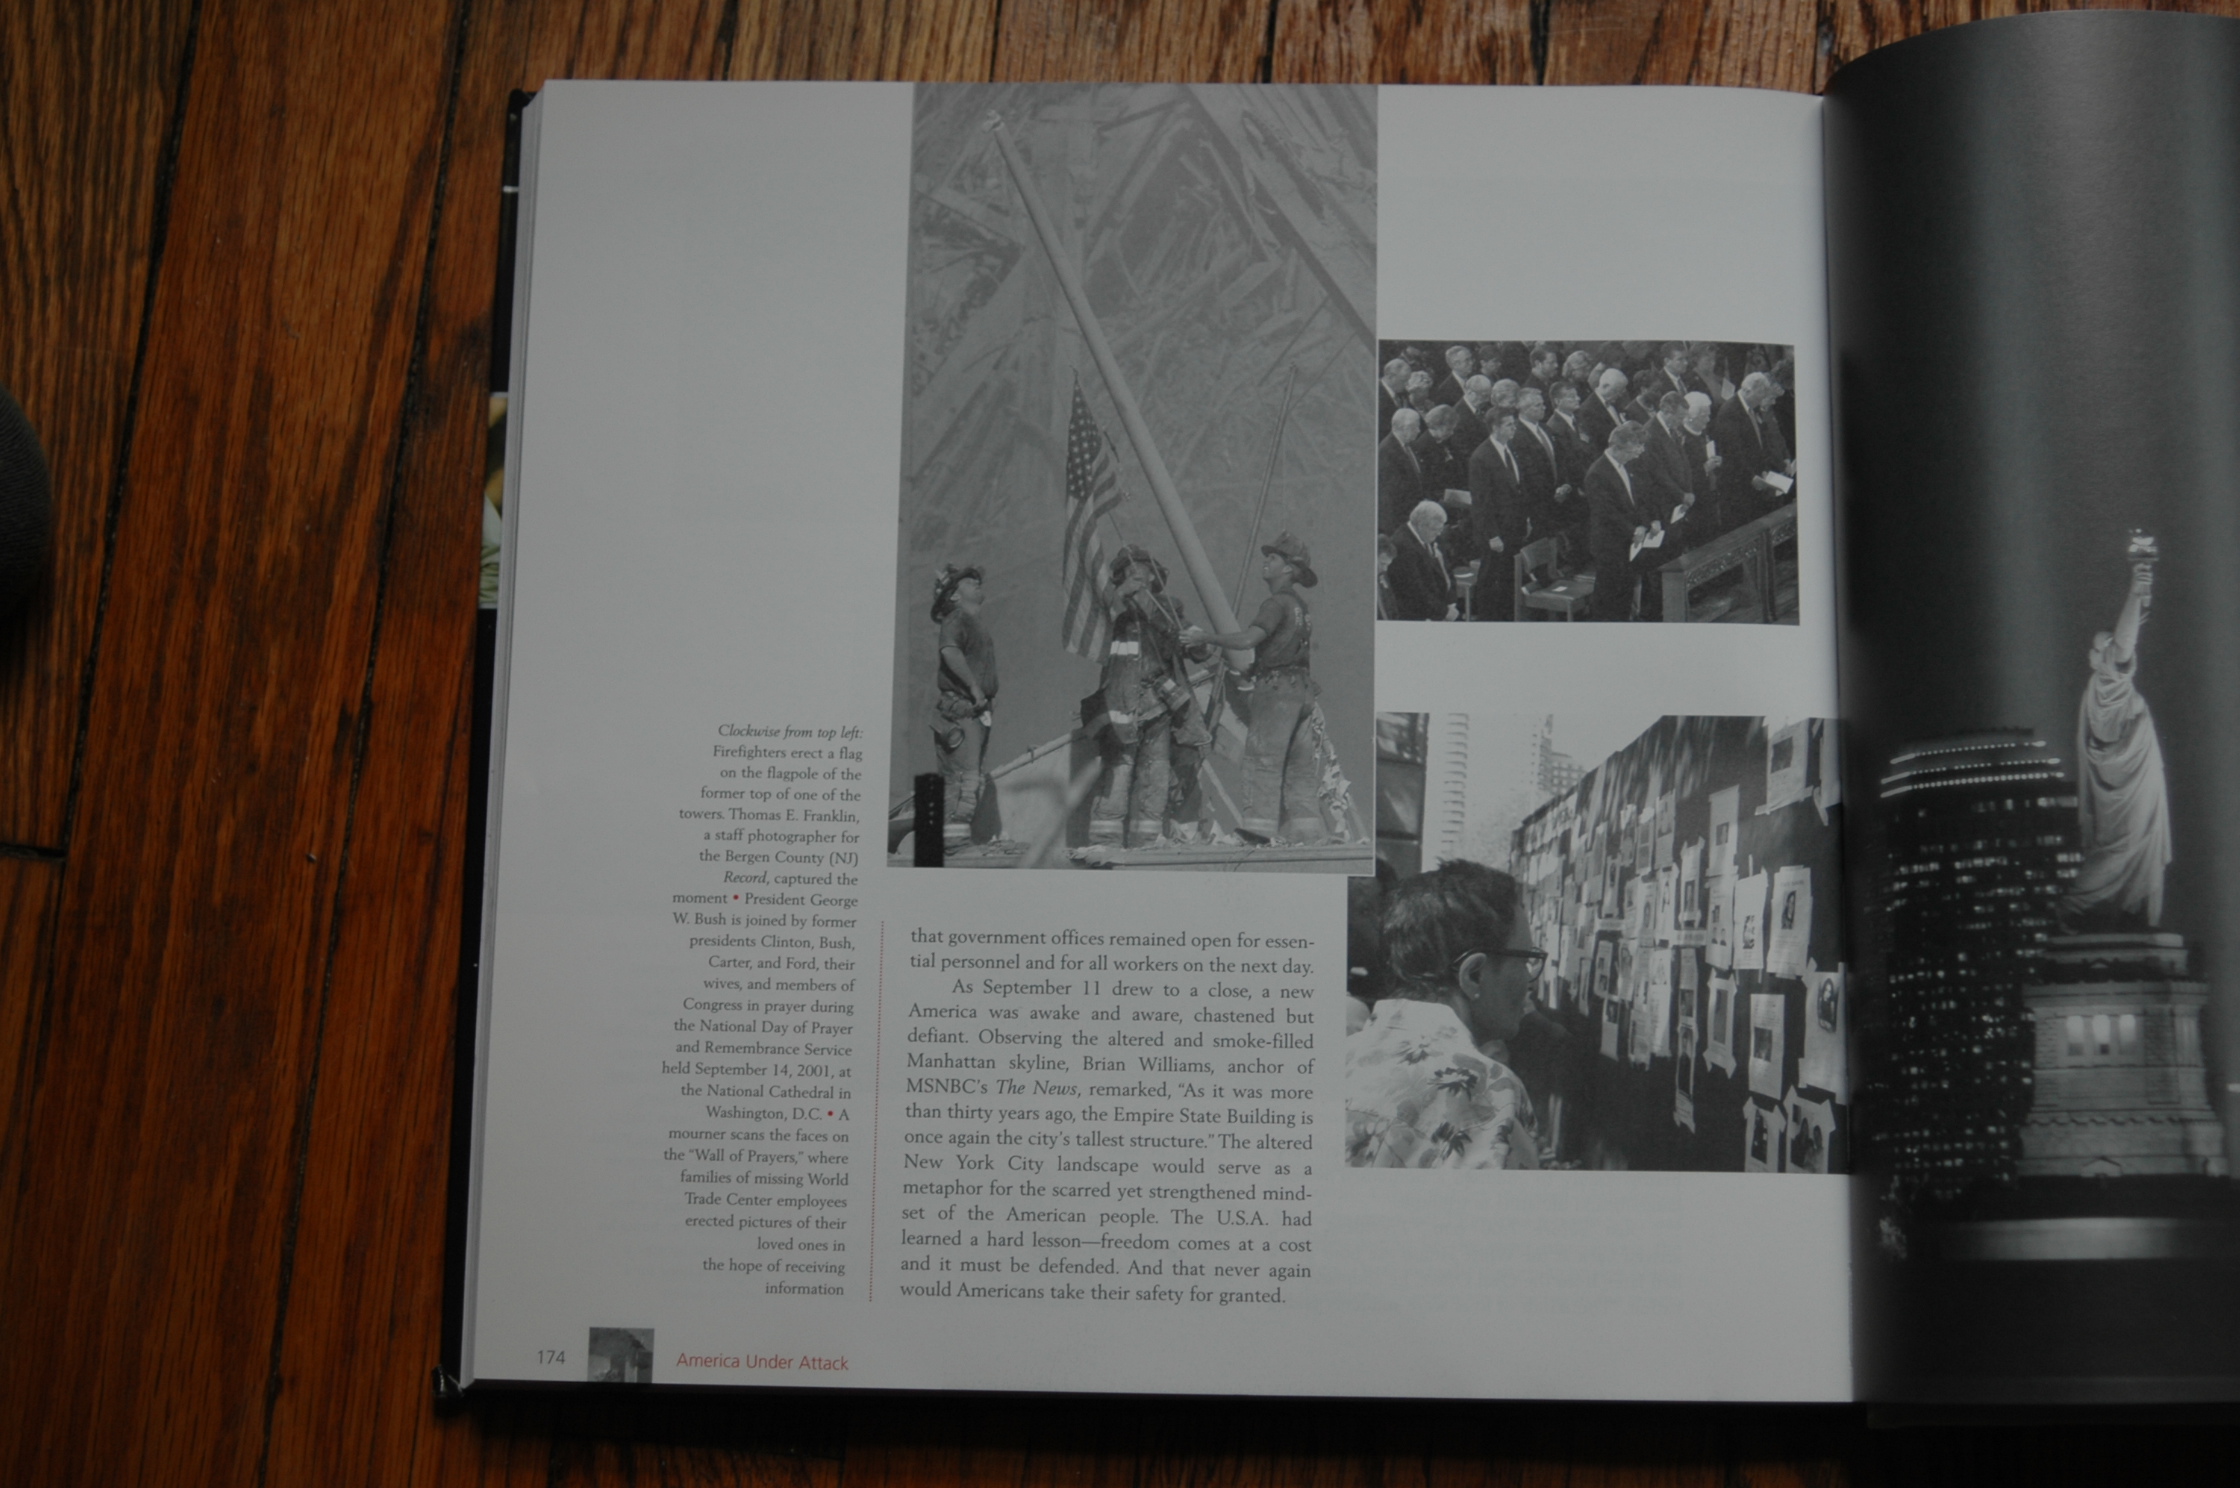 Clockwise from top left:
Firefighters erect a flag
on the flagpole of the
former top of one of the
towers. Thomas E. Franklin,
a staff photographer for
the Bergen County (NJ)
Record, captured the
moment • President George
W. Bush is joined by former
presidents Clinton, Bush,
Carter, and Ford, their
wives, and members of
Congress in prayer during
the National Day of Prayer
and Remembrance Service
held September 14, 2001, at
the National Cathedral in
Washington, D.C. • A
mourner scans the faces on
the “Wall of Prayers,” where
families of missing World
Trade Center employees
erected pictures of their
loved ones in
the hope of receiving
information
that government offices remained open for essen-
tial personnel and for all workers on the next day.
As September 11 drew to a close, a new
America was awake and aware, chastened but
defiant. Observing the altered and smoke-filled
Manhattan skyline, Brian Williams, anchor of
MSNBC’s The News, remarked, “As it was more
than thirty years ago, the Empire State Building is
once again the city’s tallest structure.” The altered
New York City landscape would serve as a
metaphor for the scarred yet strengthened mind-
set of the American people. The U.S.A. had
learned a hard lesson—freedom comes at a cost
and it must be defended. And that never again
would Americans take their safety for granted.
174
America Under Attack